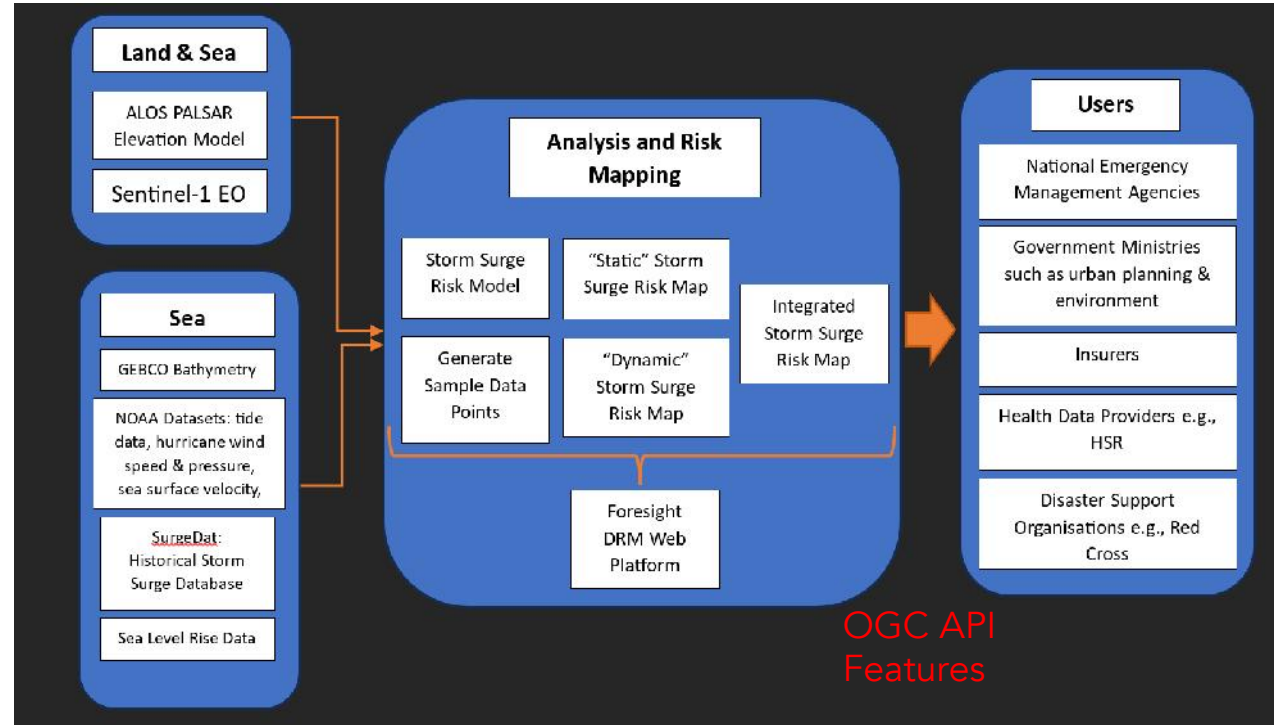 Land & Sea
ALOS PALSAR
Elevation Model
Sentinel-1 EO
Sea
GEBCO Bathymetry
NOAA Datasets: tide
data, hurricane wind
speed & pressure,
sea surface velocity,
SurgeDat:
Historical Storm
Surge Database
Sea Level Rise Data
Analysis and Risk
Mapping
Storm Surge
Risk Model
"Static" Storm
Surge Risk Map
Generate
Sample Data
Points
"Dynamic"
Storm Surge
Risk Map
Integrated
Storm Surge
Risk Map
Foresight
DRM Web
Platform
Users
National Emergency
Management Agencies
Government Ministries
such as urban planning &
environment
Insurers
Health Data Providers e.g.,
HSR
Disaster Support
Organisations e.g., Red
Cross
OGC API
Features